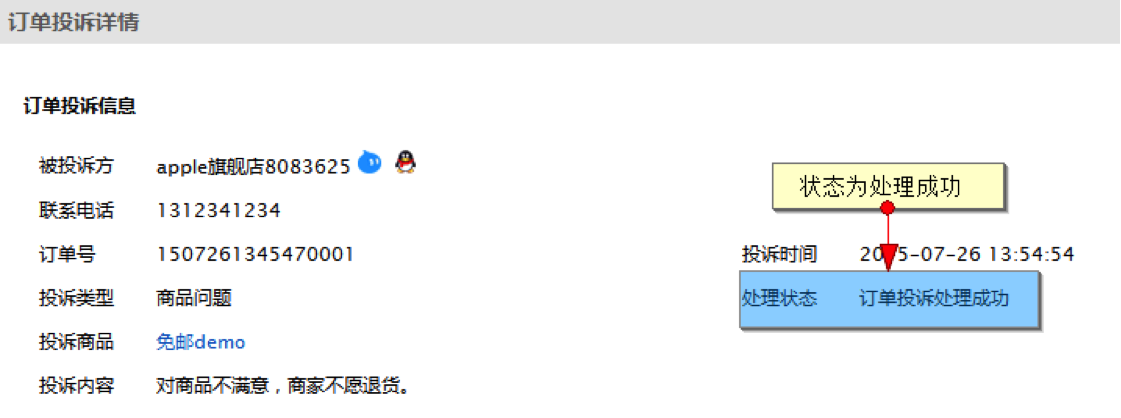 订单投诉详情
订单投诉信息
被投诉方 apple旗舰店8083625
状态为处理成功
联系电话 1312341234
订单号 1507261345470001 投诉时间 2015-07-26 13:54:54
投诉类型 商品问题 处理状态 订单投诉处理成功
投诉商品 免邮demo
投诉内容 对商品不满意，商家不愿退货。